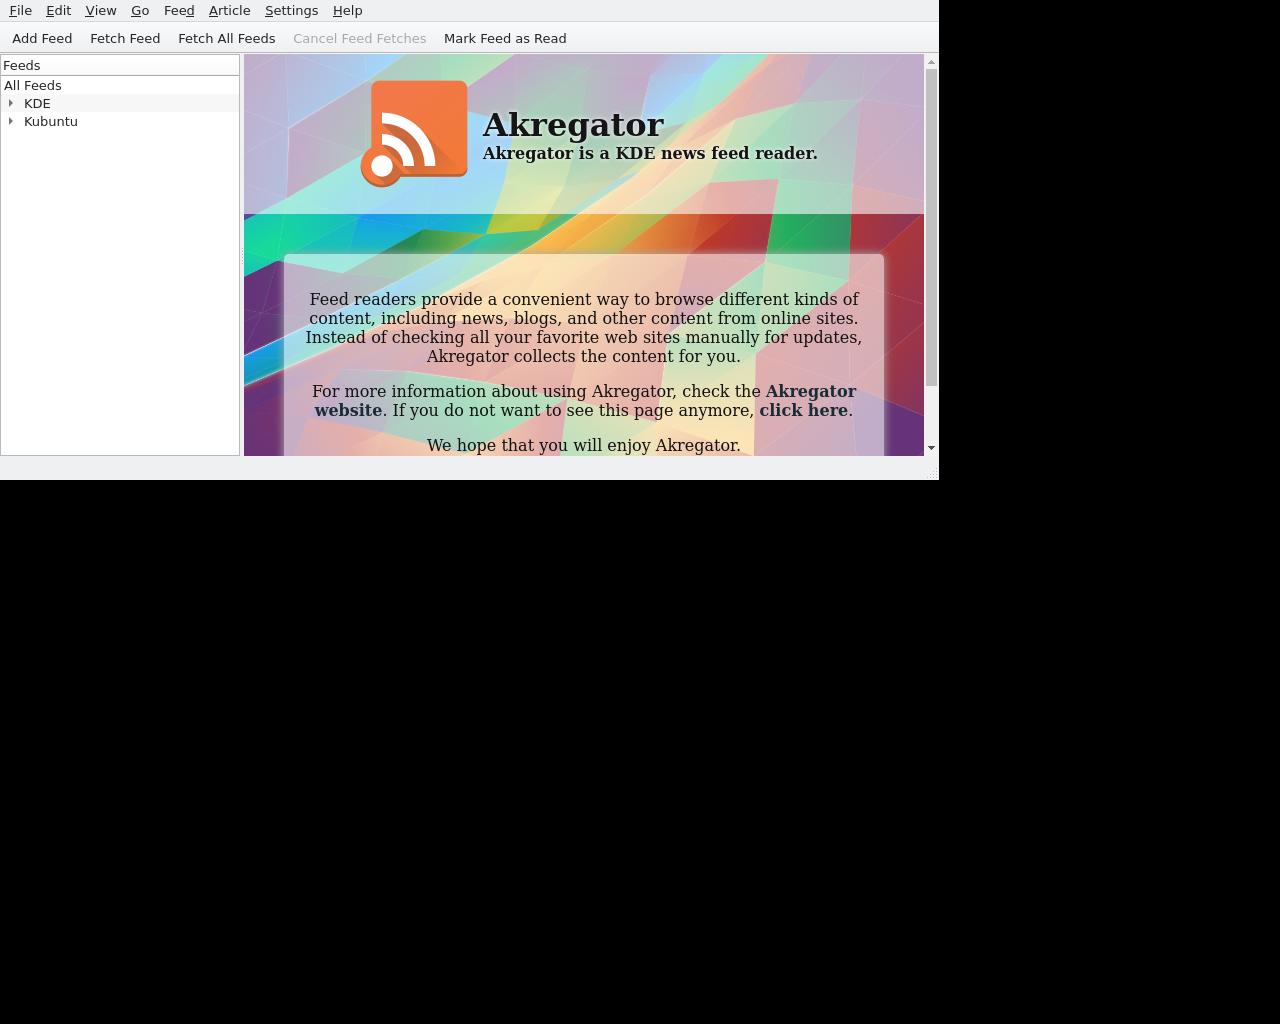 File Edit View Go Feed Article Settings Help
Add Feed Fetch Feed Fetch All Feeds Cancel Feed Fetches Mark Feed as Read
Feeds
All Feeds
KDE
Kubuntu
Akregator
Akregator is a KDE news feed reader.
Feed readers provide a convenient way to browse different kinds of
content, including news, blogs, and other content from online sites.
Instead of checking all your favorite web sites manually for updates,
Akregator collects the content for you.
For more information about using Akregator, check the Akregator
website. If you do not want to see this page anymore, click here.
We hope that you will enjoy Akregator.